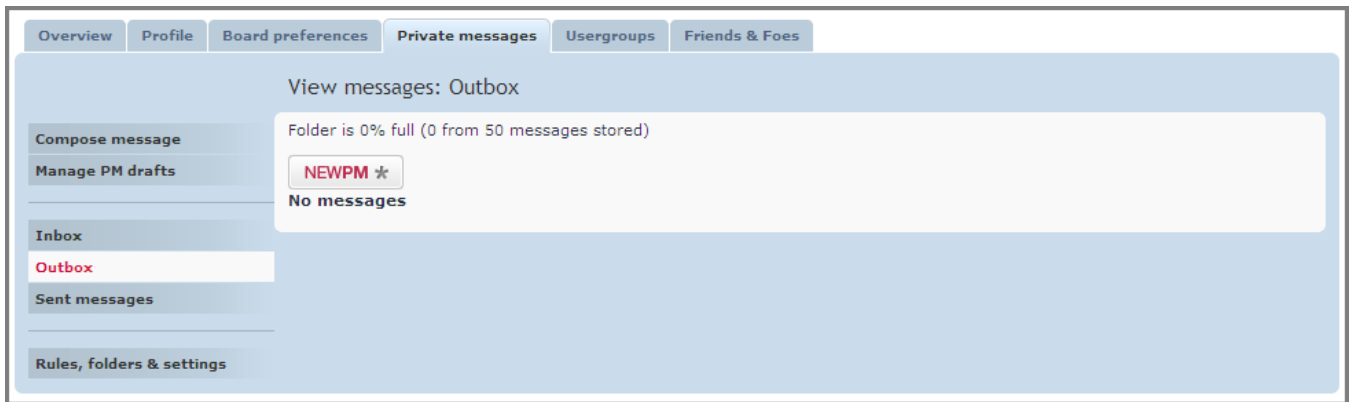 Overview Profile Board preferences Private messages Usergroups Friends & Foes
View messages: Outbox
Compose message
Manage PM drafts
Inbox
Outbox
Sent messages
Rules, folders & settings
Folder is 0% full (0 from 50 messages stored)
NEWPM *
No messages